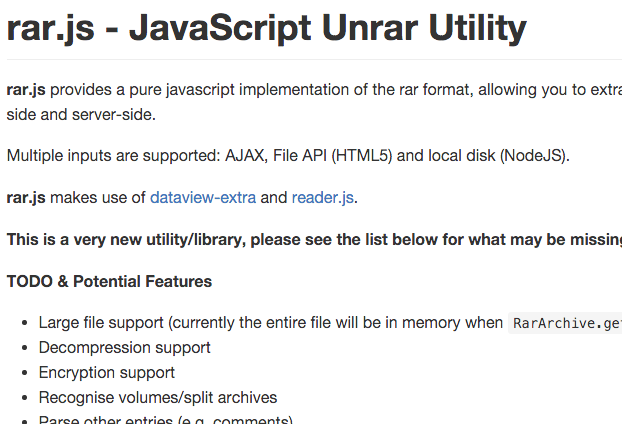 rar.js - JavaScript Unrar Utility
rar.js provides a pure javascript implementation of the rar format, allowing you to extra
side and server-side.
Multiple inputs are supported: AJAX, File API (HTML5) and local disk (NodeJS).
rar.js makes use of dataview-extra and reader.js.
This is a very new utility/library, please see the list below for what may be missing
TODO & Potential Features
• Large file support (currently the entire file will be in memory when RarArchive.get
• Decompression support
• Encryption support
• Recognise volumes/split archives
• Parse other entries (e.g. comments)